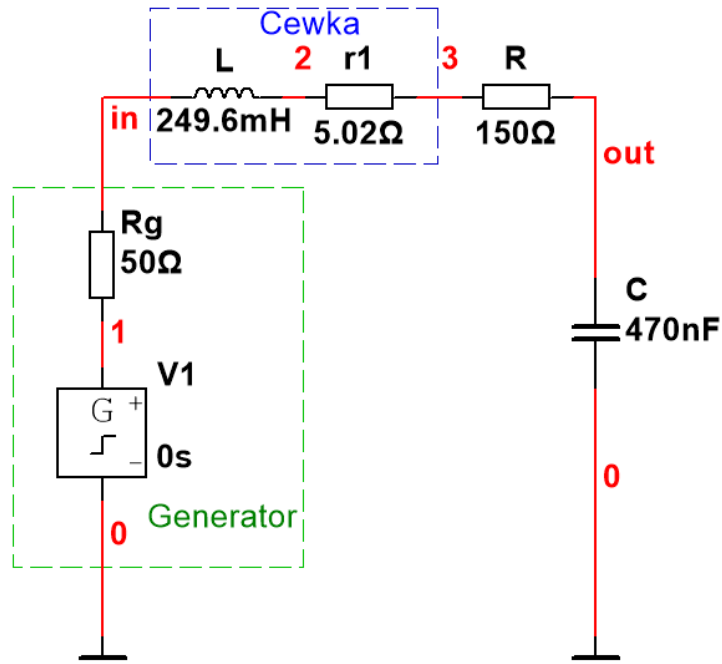 Cewka
L 2 r1 3 R
in 249.6mH 5.02Ω 150Ω
out
Rg
50Ω
C
470nF
1
V1
G +
0s
−
0
Generator
0